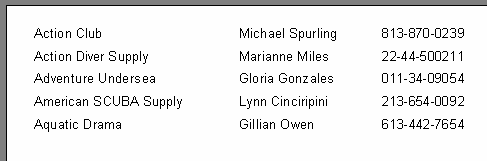 Action Club Michael Spurling 813-870-0239
Action Diver Supply Marianne Miles 22-44-500211
Adventure Undersea Gloria Gonzales 011-34-09054
American SCUBA Supply Lynn Cinciripini 213-654-0092
Aquatic Drama Gillian Owen 613-442-7654